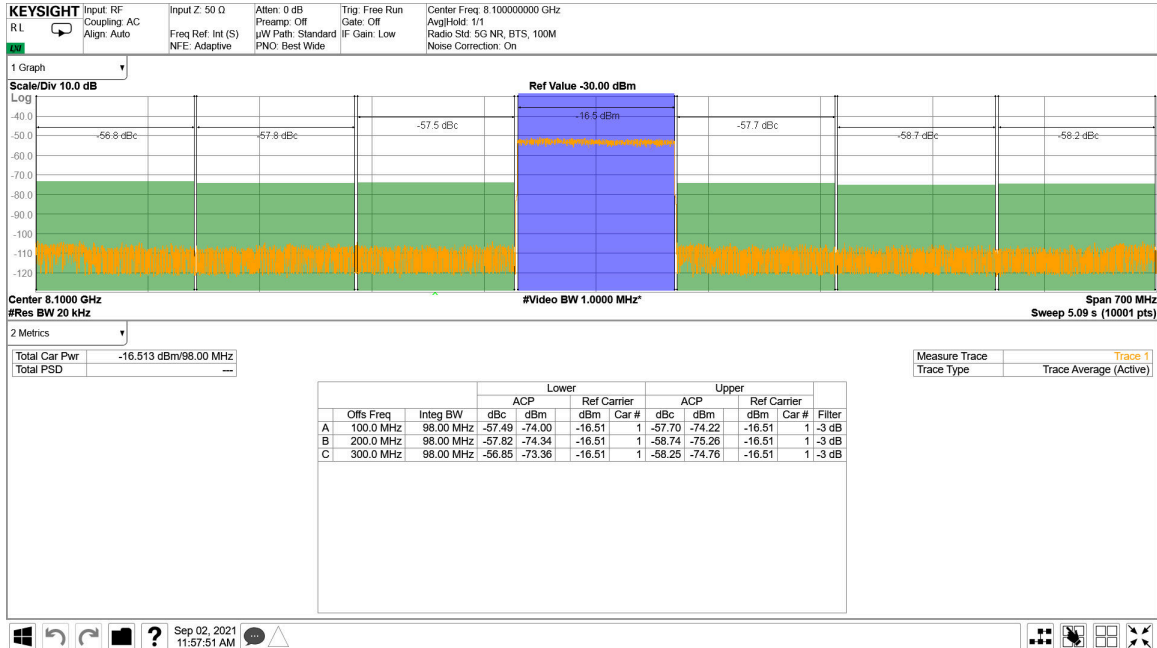 KEYSIGHT Input: RF Input Z: 50 Ω Atten: 0 dB Trig: Free Run Center Freq: 8.100000000 GHz
R L Coupling: AC Preamp: Off Gate: Off Avg|Hold: 1/1
Align: Auto Freq Ref: Int (S) µW Path: Standard IF Gain: Low Radio Std: 5G NR, BTS, 100M
LXI NFE: Adaptive PNO: Best Wide Noise Correction: On
1 Graph
Scale/Div 10.0 dB Ref Value -30.00 dBm
Log
-40.0
-50.0
-60.0
-70.0
-80.0
-90.0
-100
-110
-120
-56.8 dBc -57.8 dBc -57.5 dBc -16.5 dBm -57.7 dBc -58.7 dBc -58.2 dBc
Center 8.1000 GHz #Video BW 1.0000 MHz* Span 700 MHz
#Res BW 20 kHz Sweep 5.09 s (10001 pts)
2 Metrics
Total Car Pwr -16.513 dBm/98.00 MHz Measure Trace Trace 1
Total PSD --- Trace Type Trace Average (Active)
Lower Upper
ACP Ref Carrier ACP Ref Carrier
Offs Freq Integ BW dBc dBm dBm Car # dBc dBm dBm Car # Filter
A 100.0 MHz 98.00 MHz -57.49 -74.00 -16.51 1 -57.70 -74.22 -16.51 1 -3 dB
B 200.0 MHz 98.00 MHz -57.82 -74.34 -16.51 1 -58.74 -75.26 -16.51 1 -3 dB
C 300.0 MHz 98.00 MHz -56.85 -73.36 -16.51 1 -58.25 -74.76 -16.51 1 -3 dB
? Sep 02, 2021
11:57:51 AM